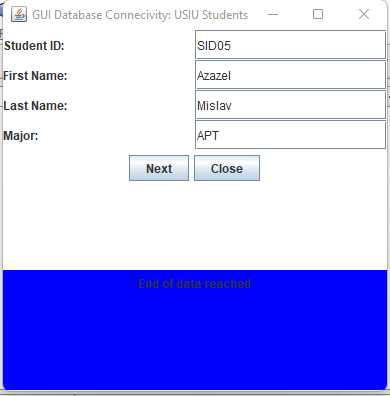 GUI Database Connecivity: USIU Students
Student ID: SID05
First Name: Azazel
Last Name: Mislav
Major: APT
Next Close
End of data reached